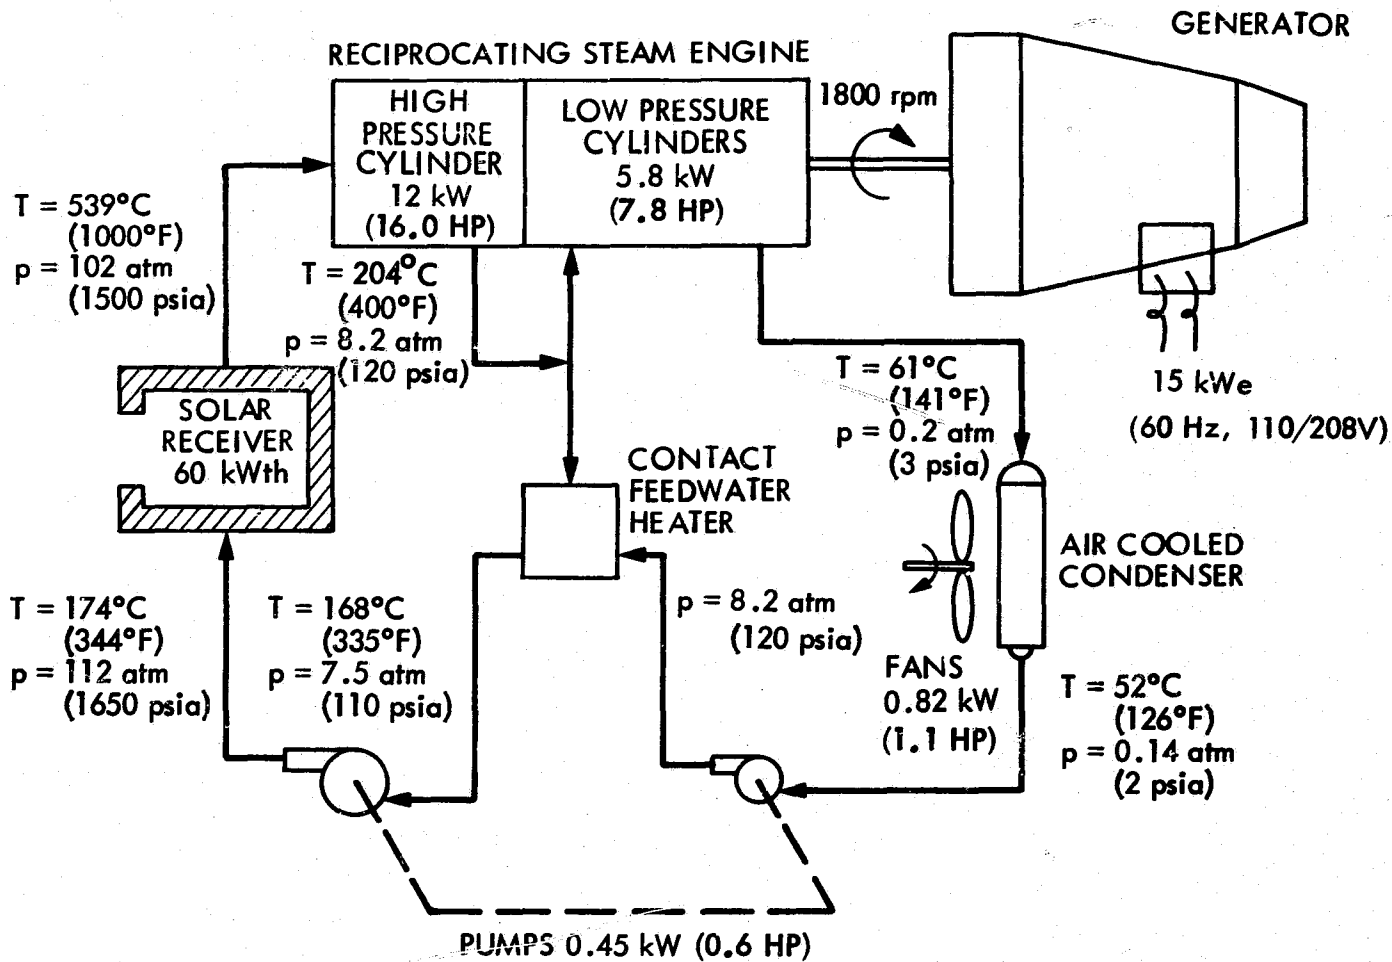 GENERATOR
RECIPROCATING STEAM ENGINE
HIGH
PRESSURE
CYLINDER
12 kW
(16.0 HP)
LOW PRESSURE
CYLINDERS
5.8 kW
(7.8 HP)
1800 rpm
T = 539°C
(1000°F)
p = 102 atm
(1500 psia)
T = 204°C
(400°F)
p = 8.2 atm
(120 psia)
SOLAR
RECEIVER
60 kWth
T = 61°C
(141°F)
p = 0.2 atm
(3 psia)
15 kWe
(60 Hz, 110/208V)
CONTACT
FEEDWATER
HEATER
AIR COOLED
CONDENSER
T = 174°C
(344°F)
p = 112 atm
(1650 psia)
T = 168°C
(335°F)
p = 7.5 atm
(110 psia)
p = 8.2 atm
(120 psia)
FANS
0.82 kW
(1.1 HP)
T = 52°C
(126°F)
p = 0.14 atm
(2 psia)
PUMPS 0.45 kW (0.6 HP)